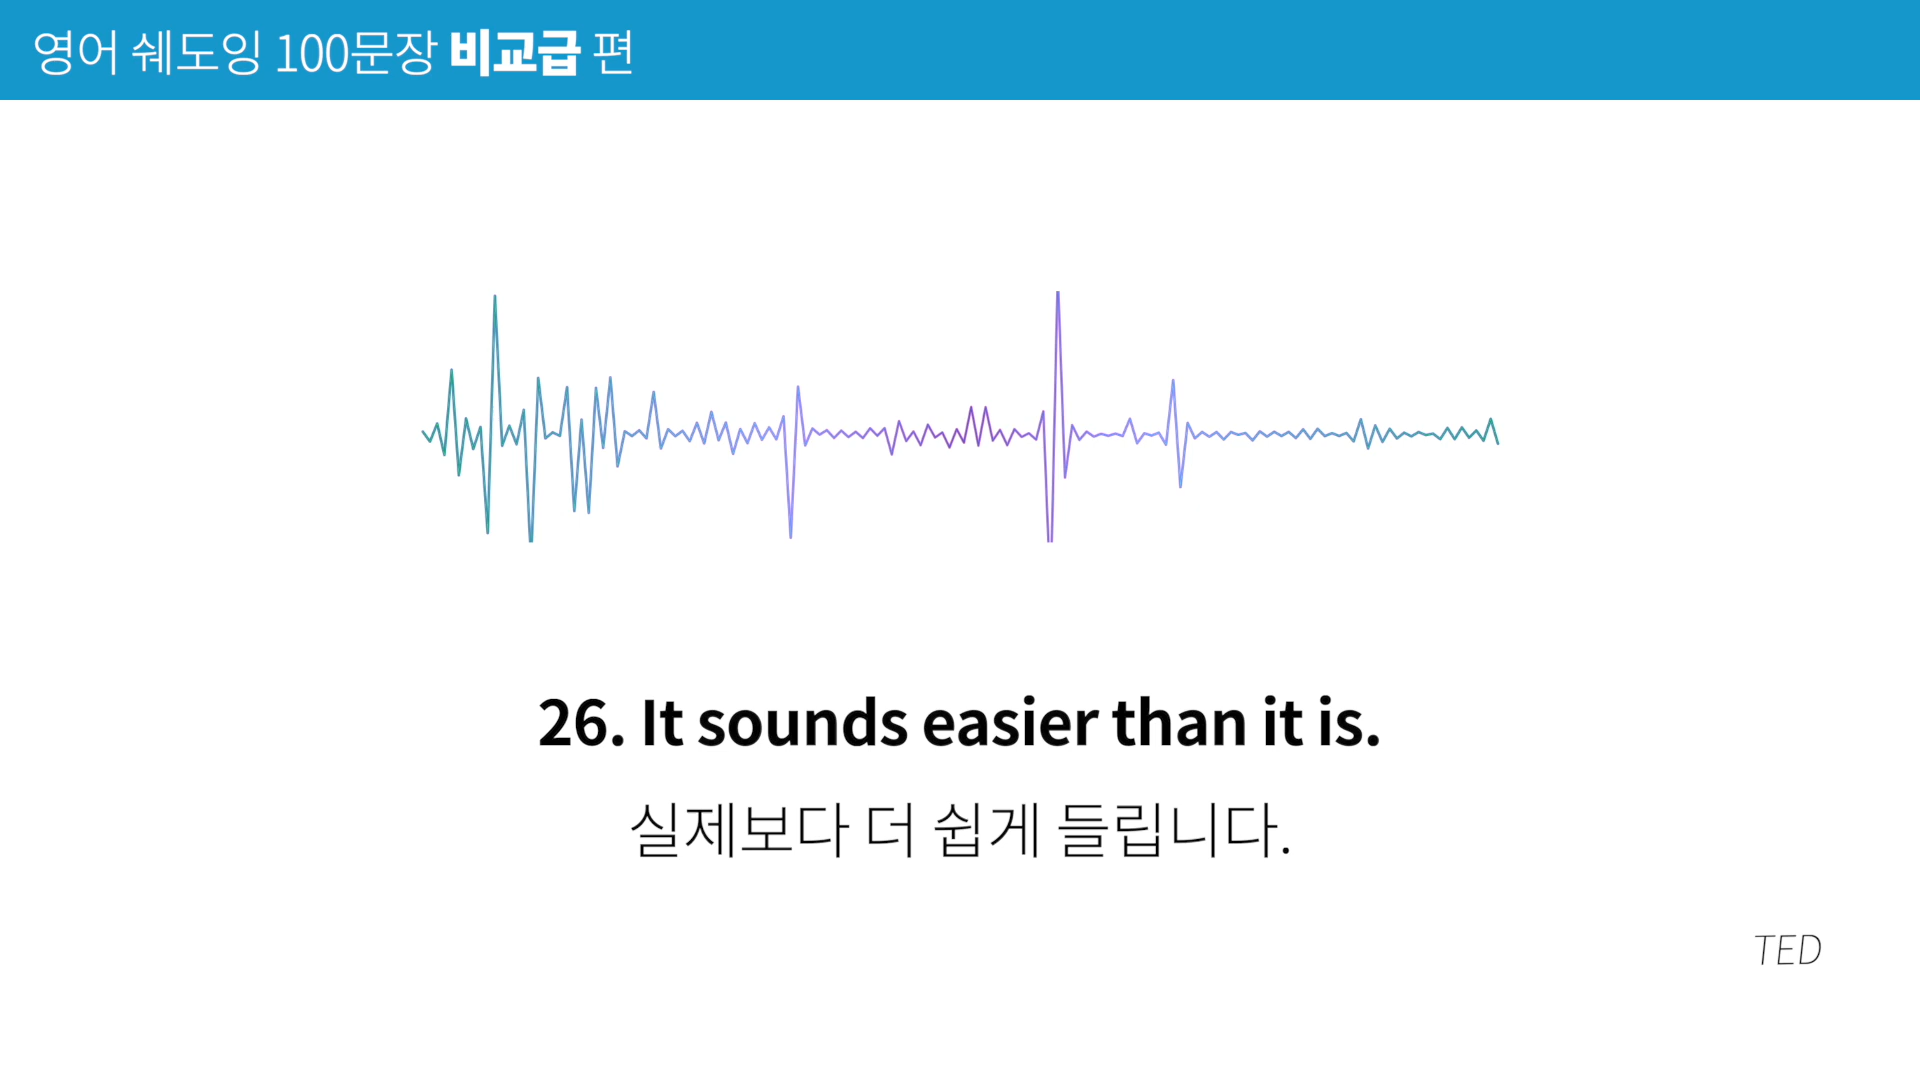 영어 쉐도잉 100문장 비교급 편
26. It sounds easier than it is.
실제보다 더 쉽게 들립니다.
TED